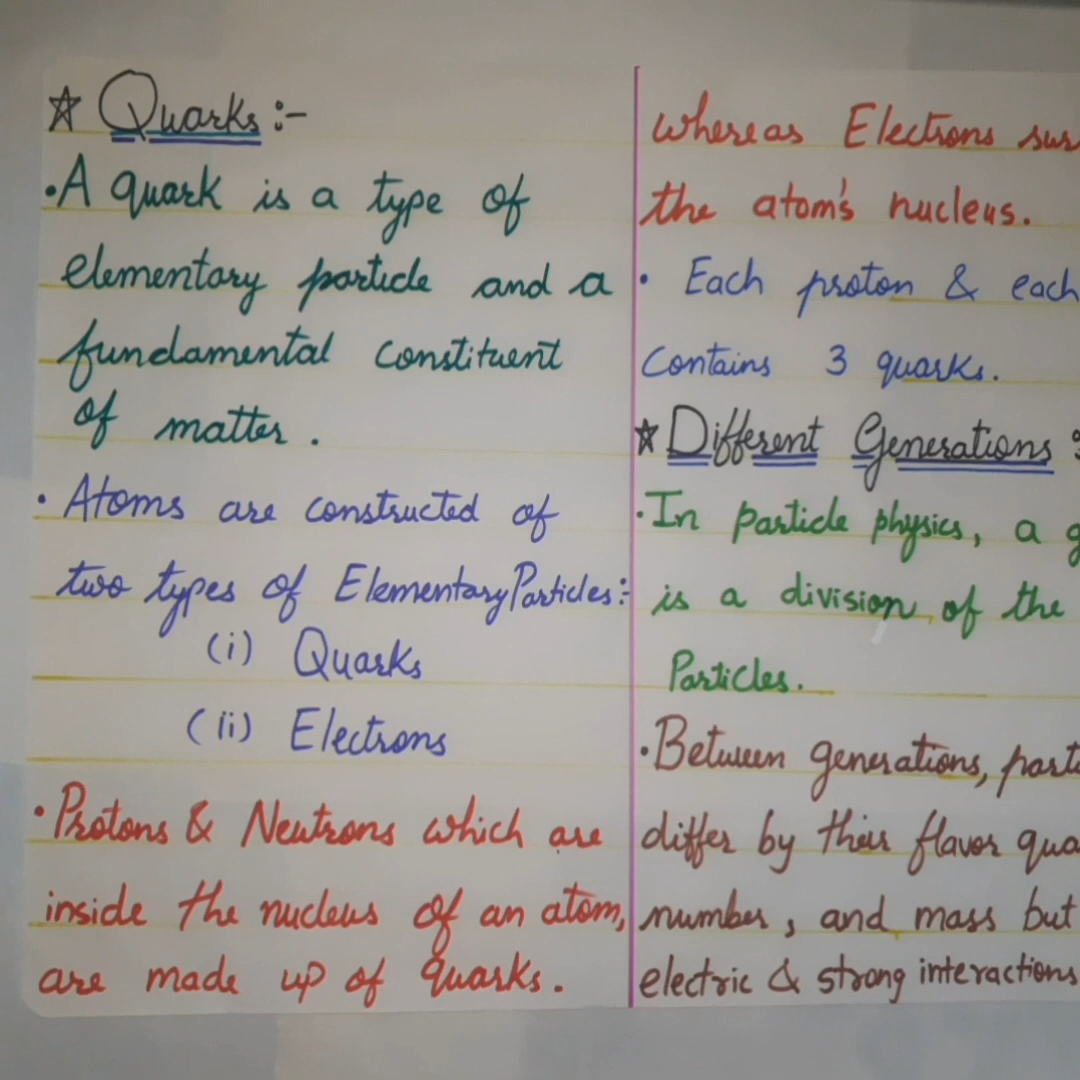 ☆ Quarks :-
• A quark is a type of
elementary particle and a
fundamental constituent
of matter.
• Atoms are constructed of
two types of Elementary Particles:-
(i) Quarks
(ii) Electrons
• Protons & Neutrons which are
inside the nucleus of an atom,
are made up of quarks.
whereas Electrons sur
the atom's nucleus.
• Each proton & each
contains 3 quarks.
☆ Different Generations :
• In particle physics, a g
is a division of the
Particles.
• Between generations, parti
differ by their flavor qua
number, and mass but
electric & strong interactions